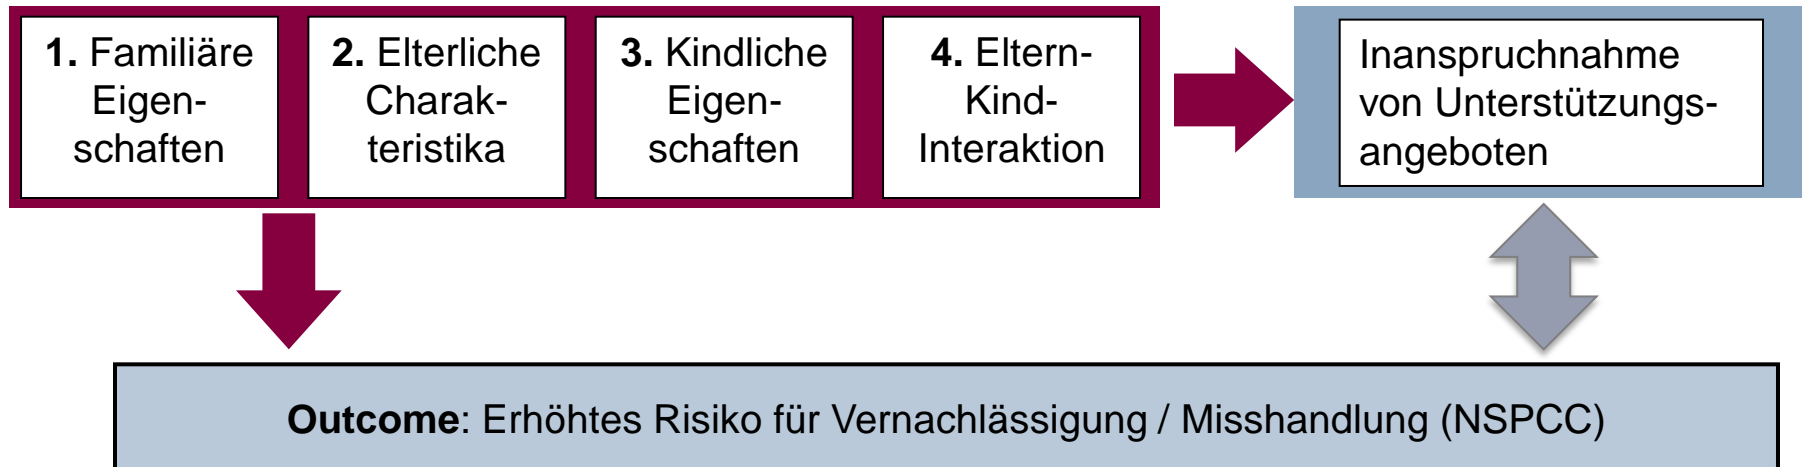 1. Familiäre
Eigen-
schaften
2. Elterliche
Charak-
teristika
3. Kindliche
Eigen-
schaften
4. Eltern-
Kind-
Interaktion
Inanspruchnahme
von Unterstützungs-
angeboten
Outcome: Erhöhtes Risiko für Vernachlässigung / Misshandlung (NSPCC)